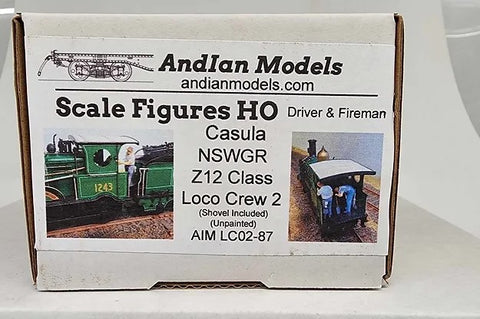 AndIan Models
andianmodels.com
Scale Figures HO Driver & Fireman
Casula
NSWGR
Z12 Class
Loco Crew 2
(Shovel Included)
(Unpainted)
AIM LC02-87
1243